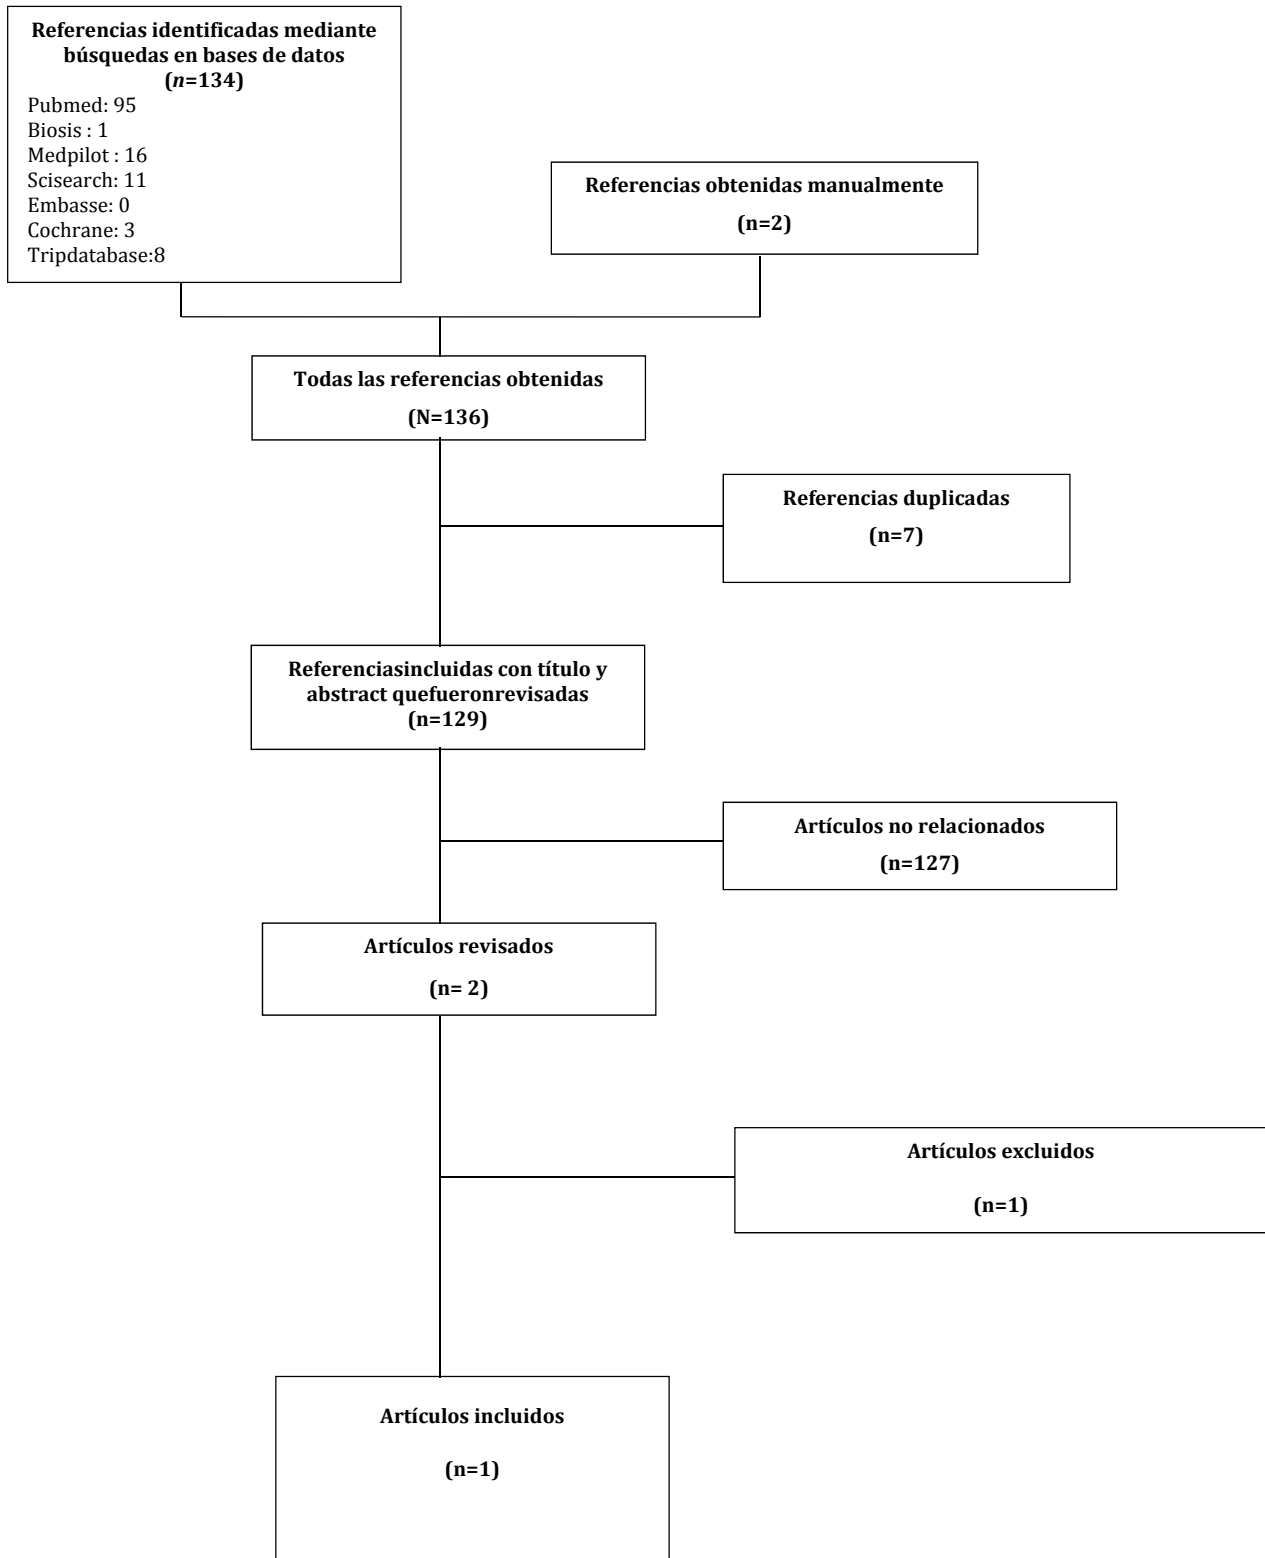 Referencias identificadas mediante
búsquedas en bases de datos
(n=134)
Pubmed: 95
Biosis : 1
Medpilot : 16
Scisearch: 11
Embasse: 0
Cochrane: 3
Tripdatabase:8
Referencias obtenidas manualmente
(n=2)
Todas las referencias obtenidas
(N=136)
Referencias duplicadas
(n=7)
Referenciasincluidas con título y
abstract quefueronrevisadas
(n=129)
Artículos no relacionados
(n=127)
Artículos revisados
(n= 2)
Artículos excluidos
(n=1)
Artículos incluidos
(n=1)